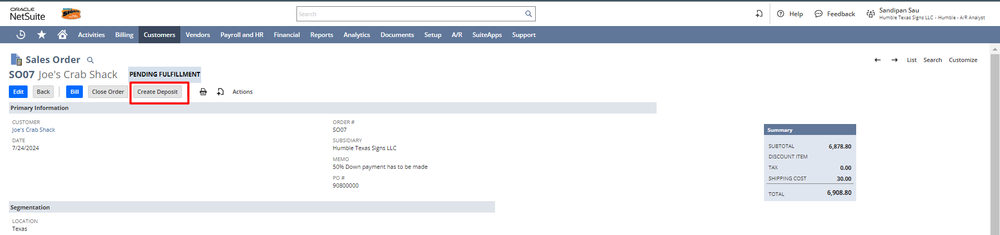 ORACLE
NetSuite
SIGN CO
Search
Help
Feedback
Sandipan Sau
Humble Texas Signs LLC - Humble - A/R Analyst
Activities Billing Customers Vendors Payroll and HR Financial Reports Analytics Documents Setup A/R SuiteApps Support
Sales Order
List Search Customize
SO07 Joe's Crab Shack PENDING FULFILLMENT
Edit Back Bill Close Order Create Deposit Actions
Primary Information
CUSTOMER
Joe's Crab Shack
DATE
7/24/2024
ORDER #
SO07
SUBSIDIARY
Humble Texas Signs LLC
MEMO
50% Down payment has to be made
PO #
90800000
Summary
SUBTOTAL 6,878.80
DISCOUNT ITEM
TAX 0.00
SHIPPING COST 30.00
TOTAL 6,908.80
Segmentation
LOCATION
Texas